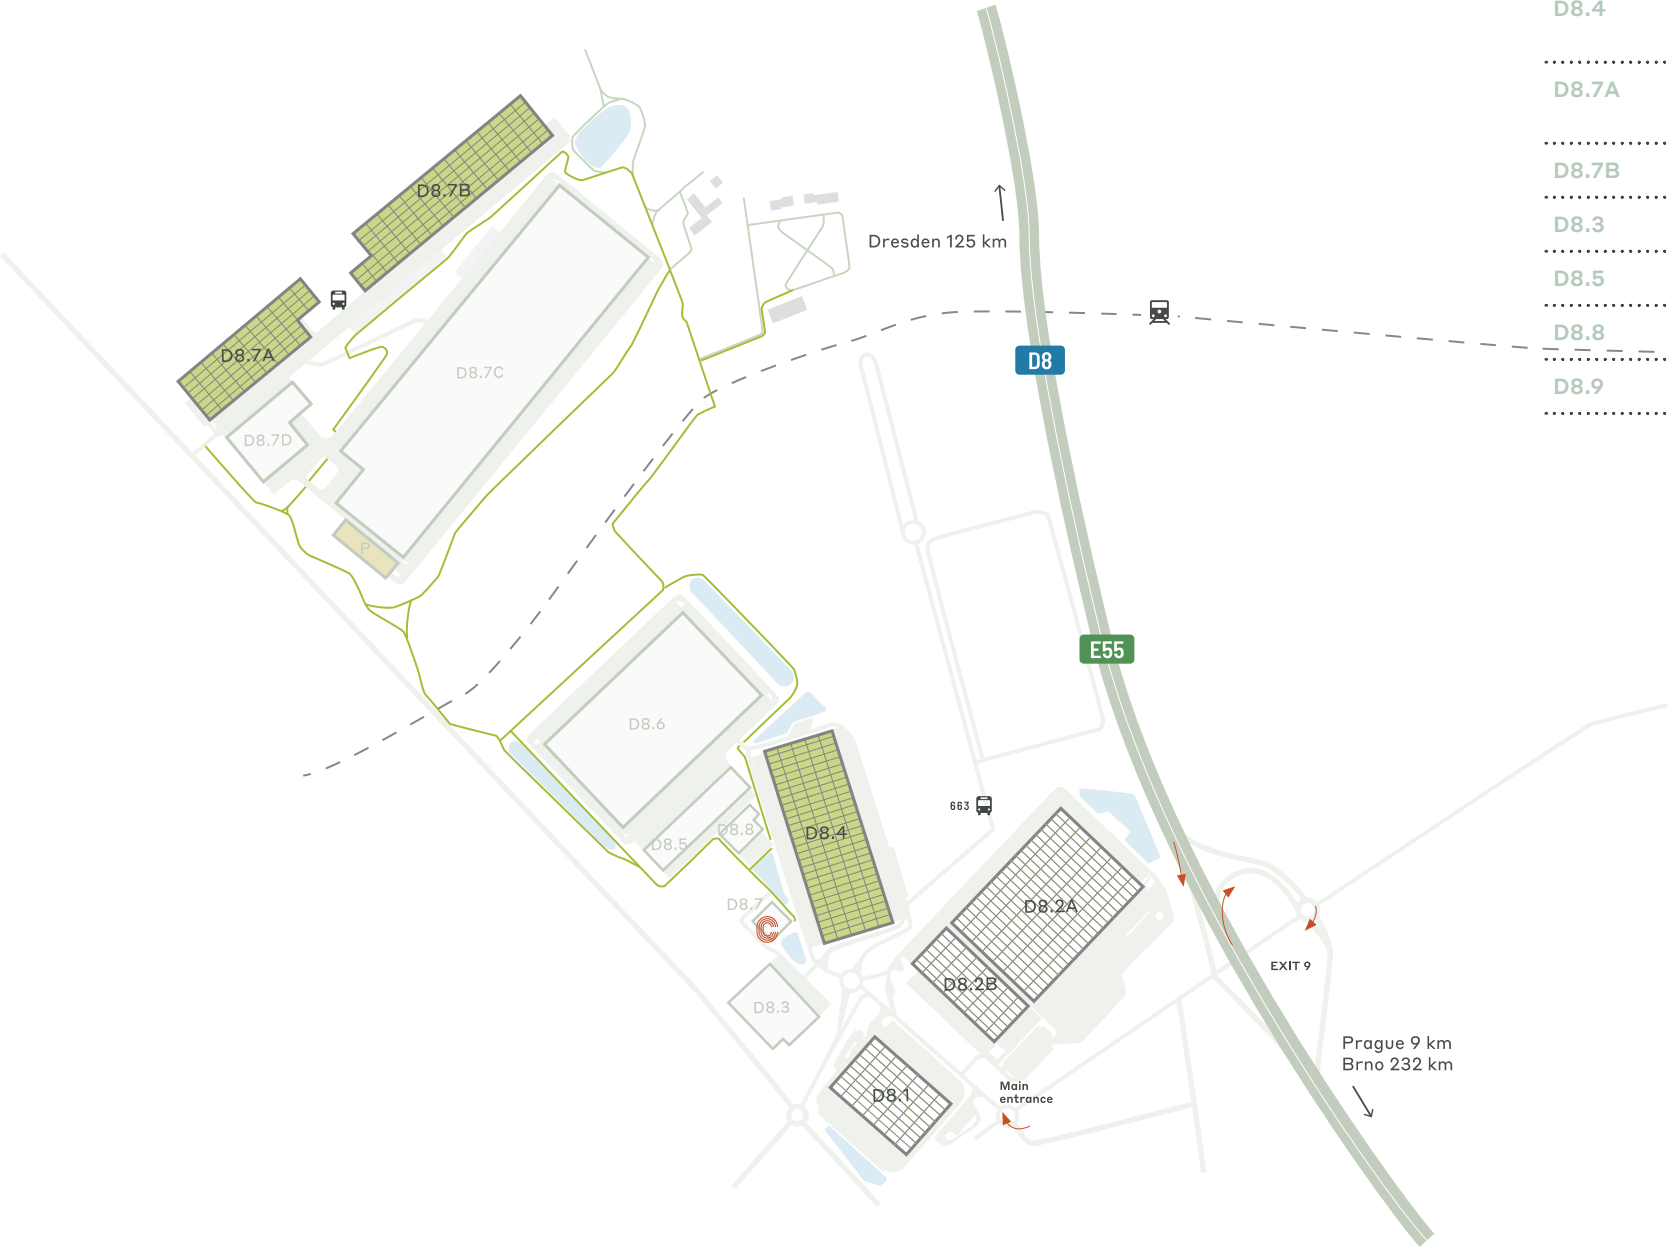 D8.4
D8.7A
D8.7B
D8.3
D8.5
D8.8
D8.9
D8.7B
Dresden 125 km
D8.7A
D8
D8.7C
D8.7D
P
E55
D8.6
663
D8.8
D8.4
D8.5
D8.7
D8.2A
EXIT 9
D8.2B
D8.3
Prague 9 km
Brno 232 km
D8.1
Main
entrance